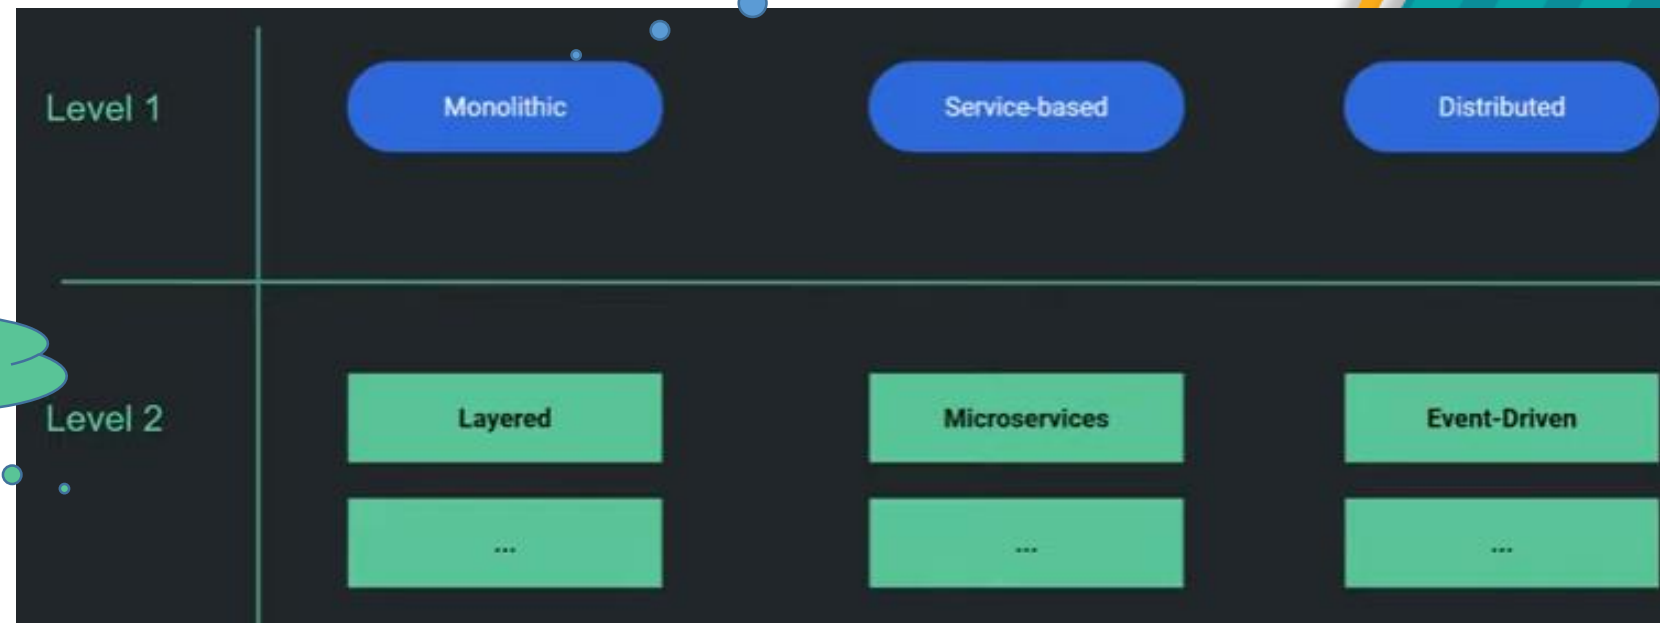 Level 1
Monolithic
Service-based
Distributed
Level 2
Layered
Microservices
Event-Driven
...
...
...